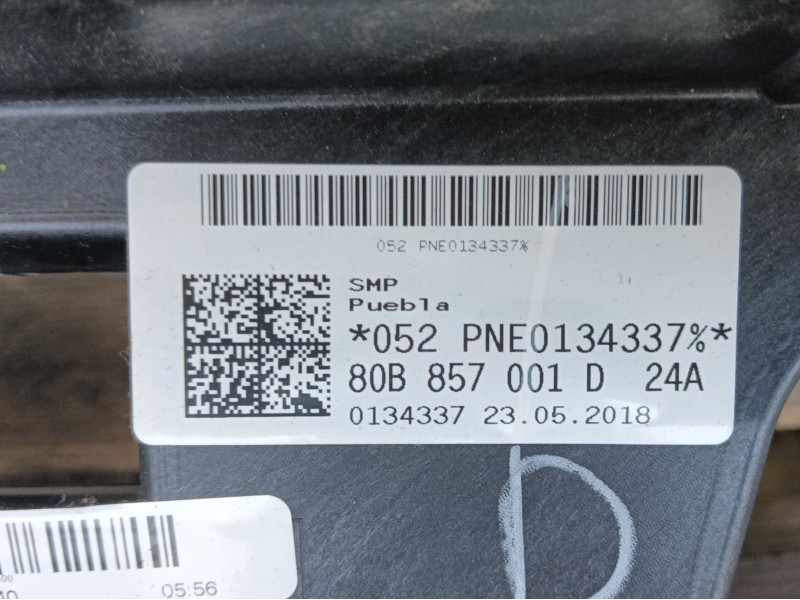 052 PNE0134337%
SMP
Puebla
*052 PNE0134337%*
80B 857 001 D 24A
0134337 23.05.2018
D
05:56